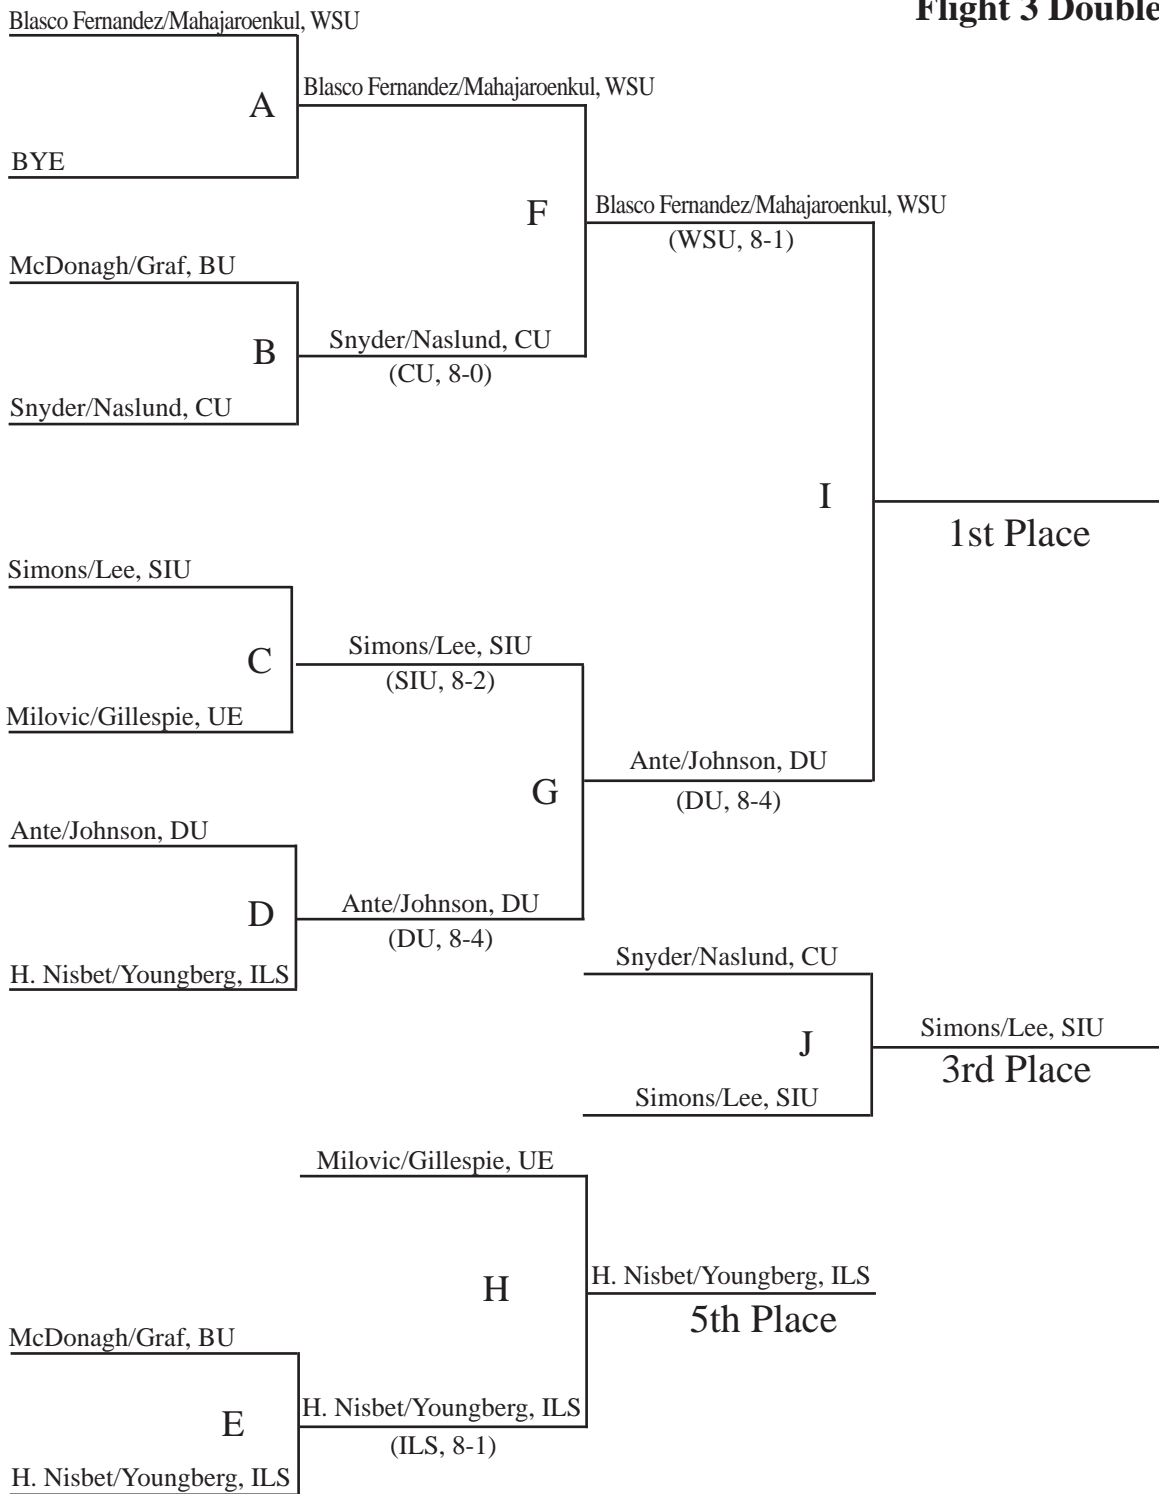 Flight 3 Double
Blasco Fernandez/Mahajaroenkul, WSU
A
Blasco Fernandez/Mahajaroenkul, WSU
BYE
F
Blasco Fernandez/Mahajaroenkul, WSU
(WSU, 8-1)
McDonagh/Graf, BU
B
Snyder/Naslund, CU
(CU, 8-0)
Snyder/Naslund, CU
I
1st Place
Simons/Lee, SIU
C
Simons/Lee, SIU
(SIU, 8-2)
Milovic/Gillespie, UE
G
Ante/Johnson, DU
(DU, 8-4)
Ante/Johnson, DU
D
Ante/Johnson, DU
(DU, 8-4)
H. Nisbet/Youngberg, ILS
Snyder/Naslund, CU
J
Simons/Lee, SIU
3rd Place
Simons/Lee, SIU
Milovic/Gillespie, UE
H
H. Nisbet/Youngberg, ILS
5th Place
McDonagh/Graf, BU
E
H. Nisbet/Youngberg, ILS
(ILS, 8-1)
H. Nisbet/Youngberg, ILS